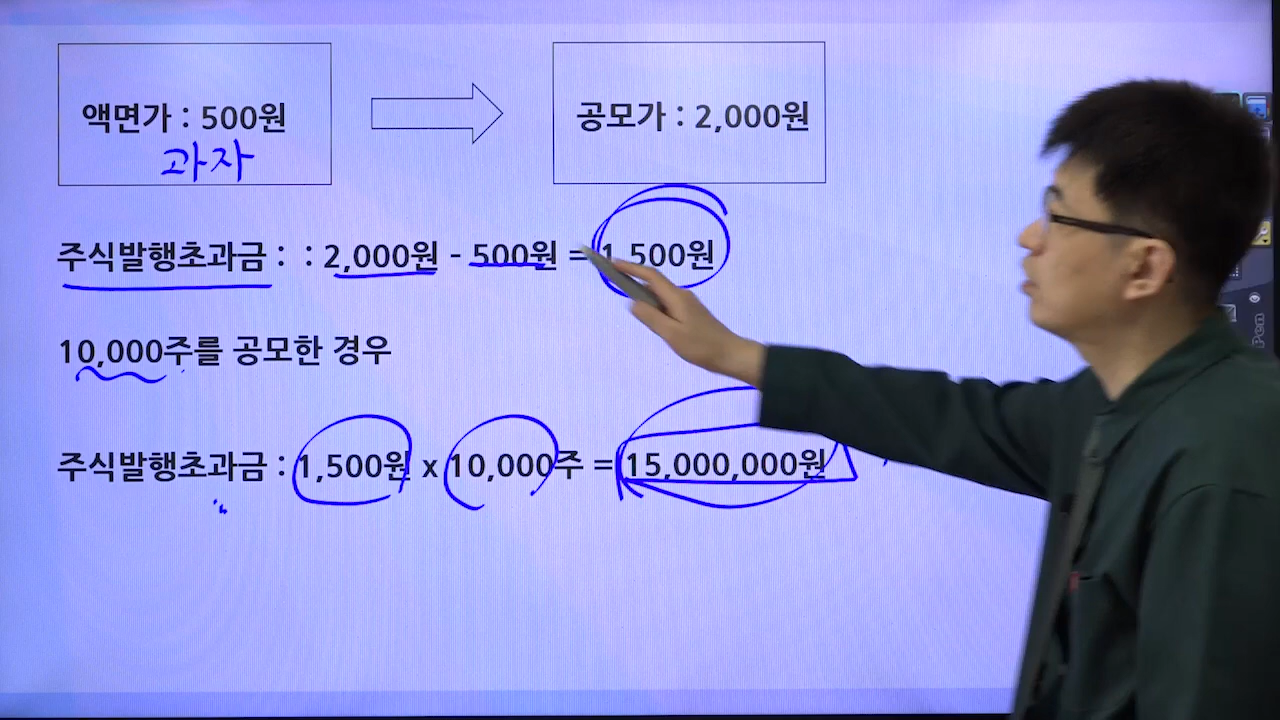 액면가 : 500원
과자
공모가 : 2,000원
주식발행초과금 : : 2,000원 - 500원 = 1,500원
10,000주를 공모한 경우
주식발행초과금 : 1,500원 x 10,000주 = 15,000,000원
Pen